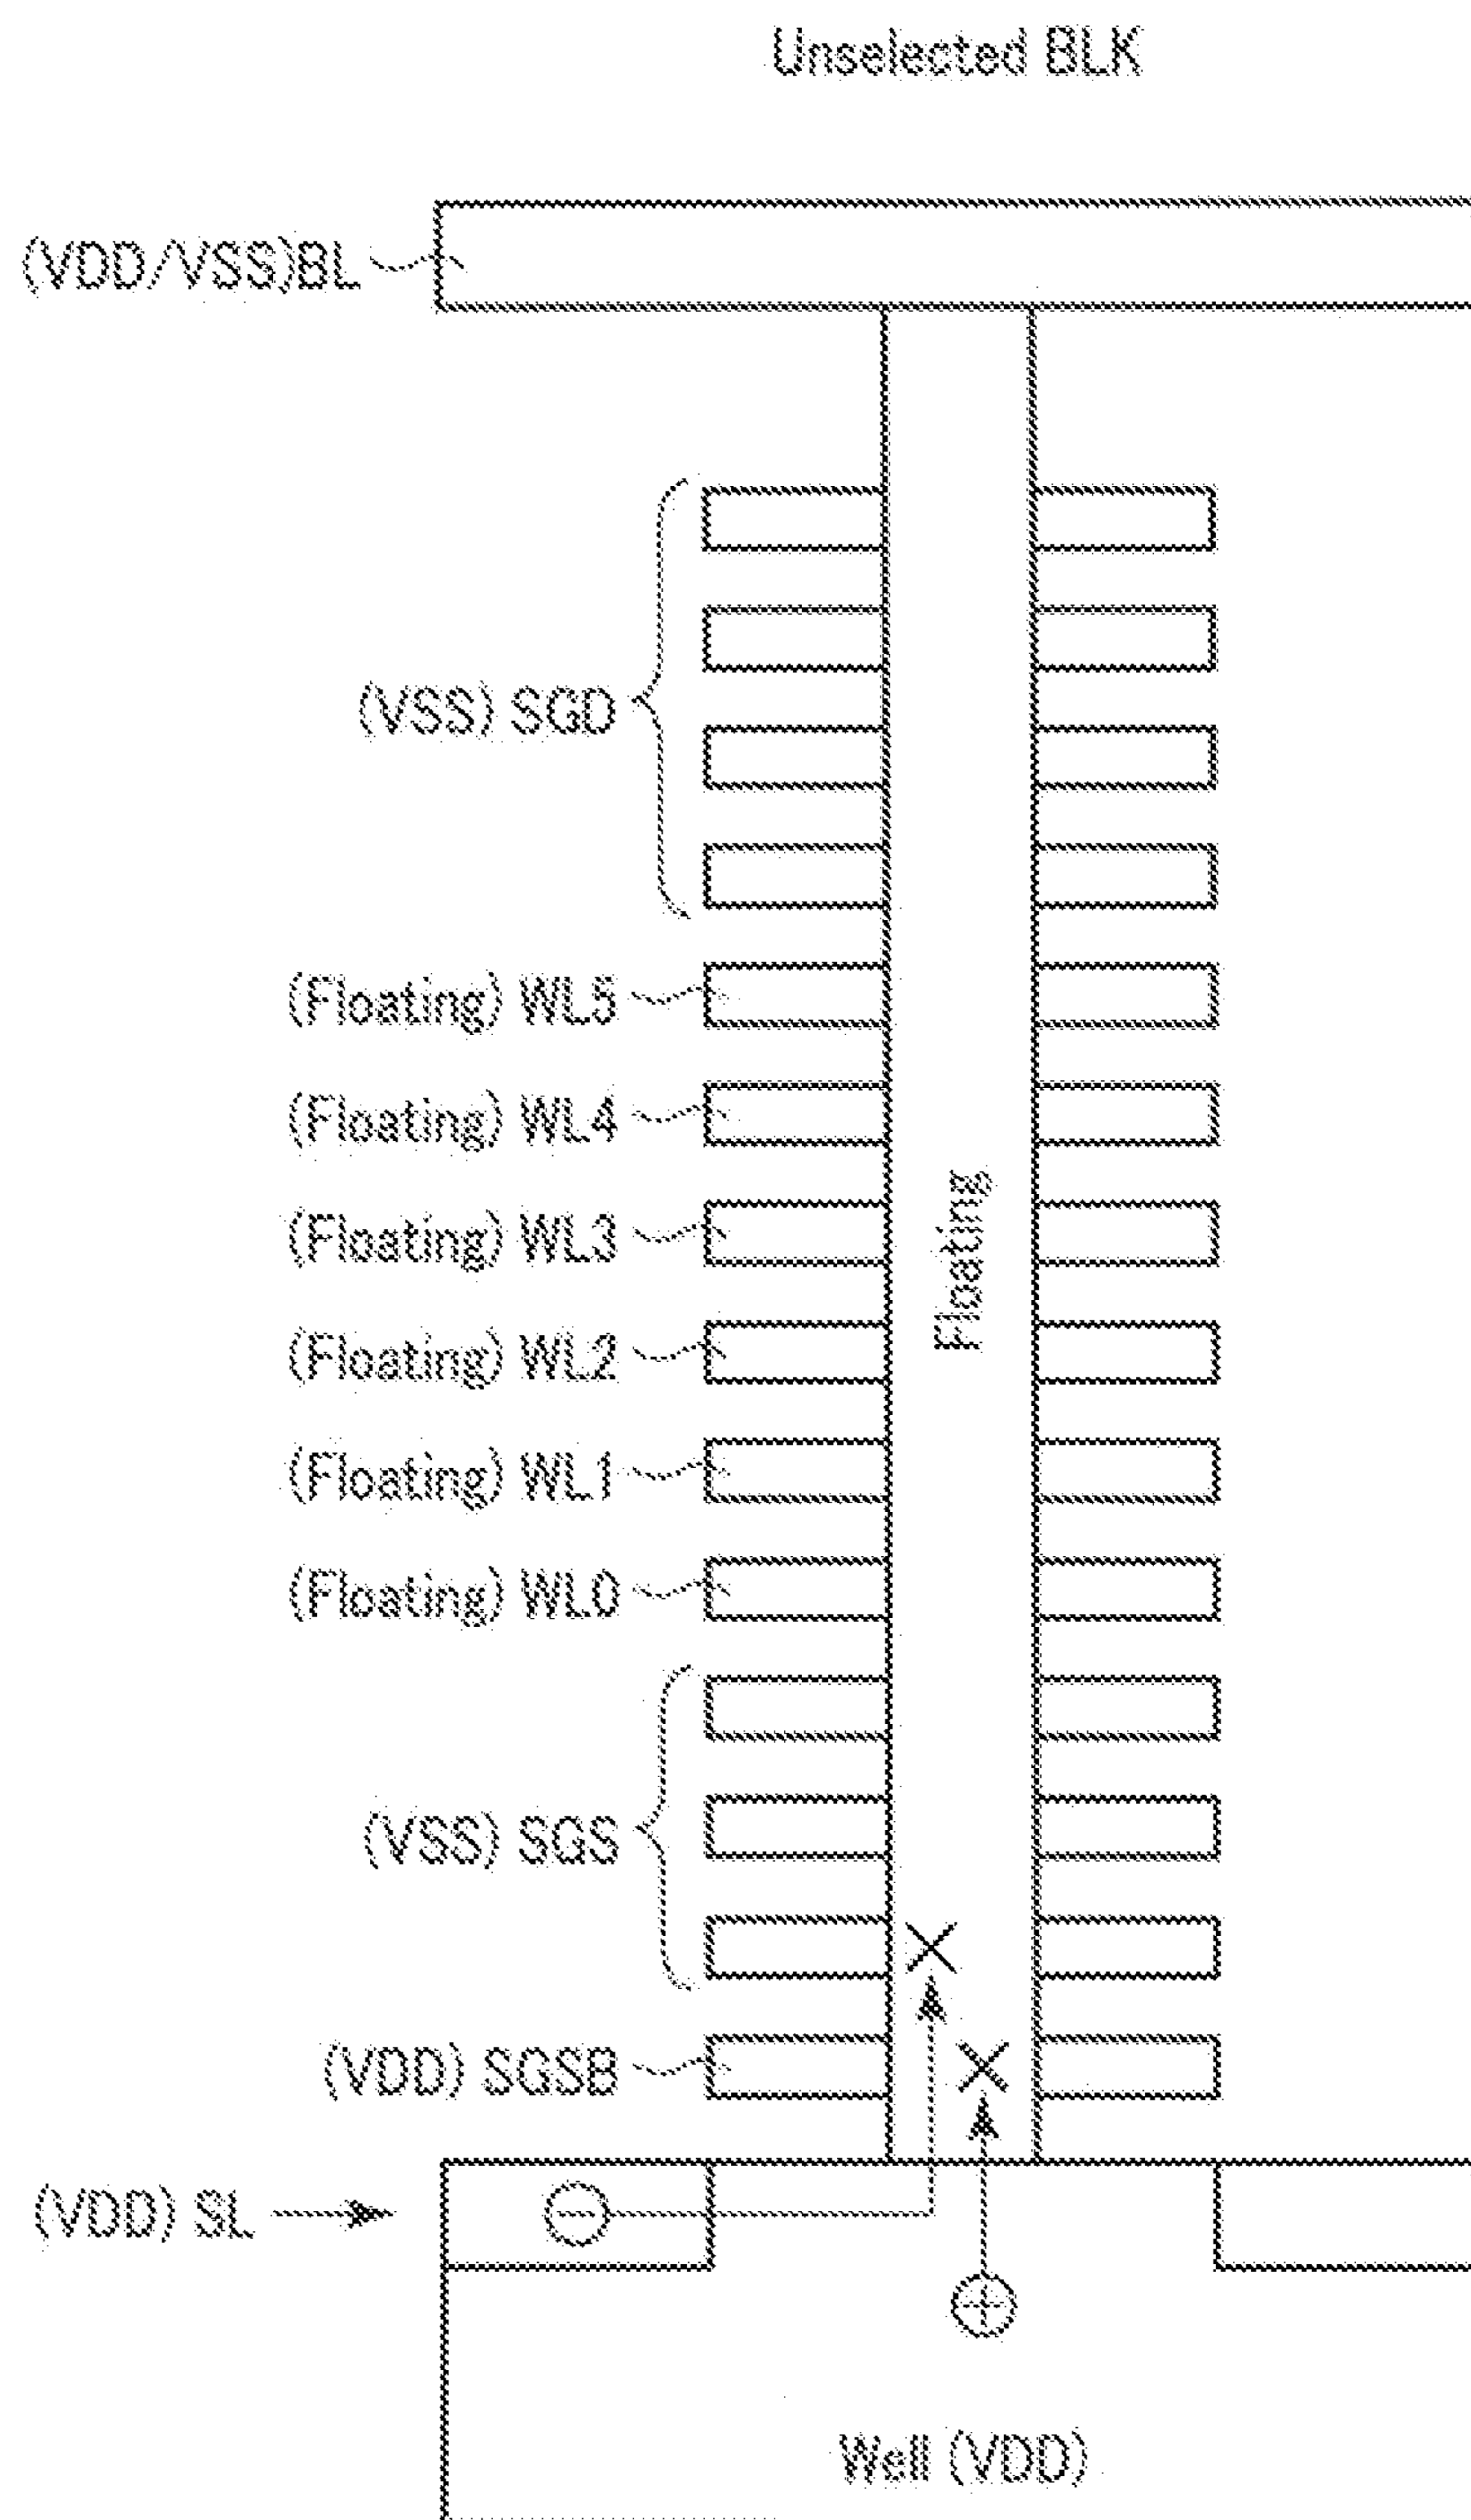 Unselected BLK
(VDD/VSS)BL
(VSS) SGD
(Floating) WL5
(Floating) WL4
(Floating) WL3
Floating
(Floating) WL2
(Floating) WL1
(Floating) WL0
(VSS) SGS
(VDD) SGSB
(VDD) SL
Well (VDD)